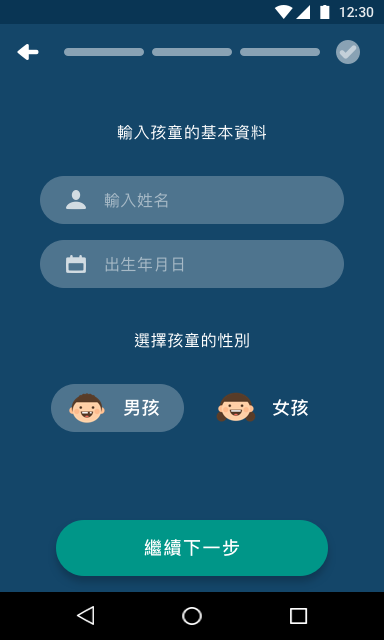 12:30
輸入孩童的基本資料
輸入姓名
出生年月日
選擇孩童的性別
男孩
女孩
繼續下一步